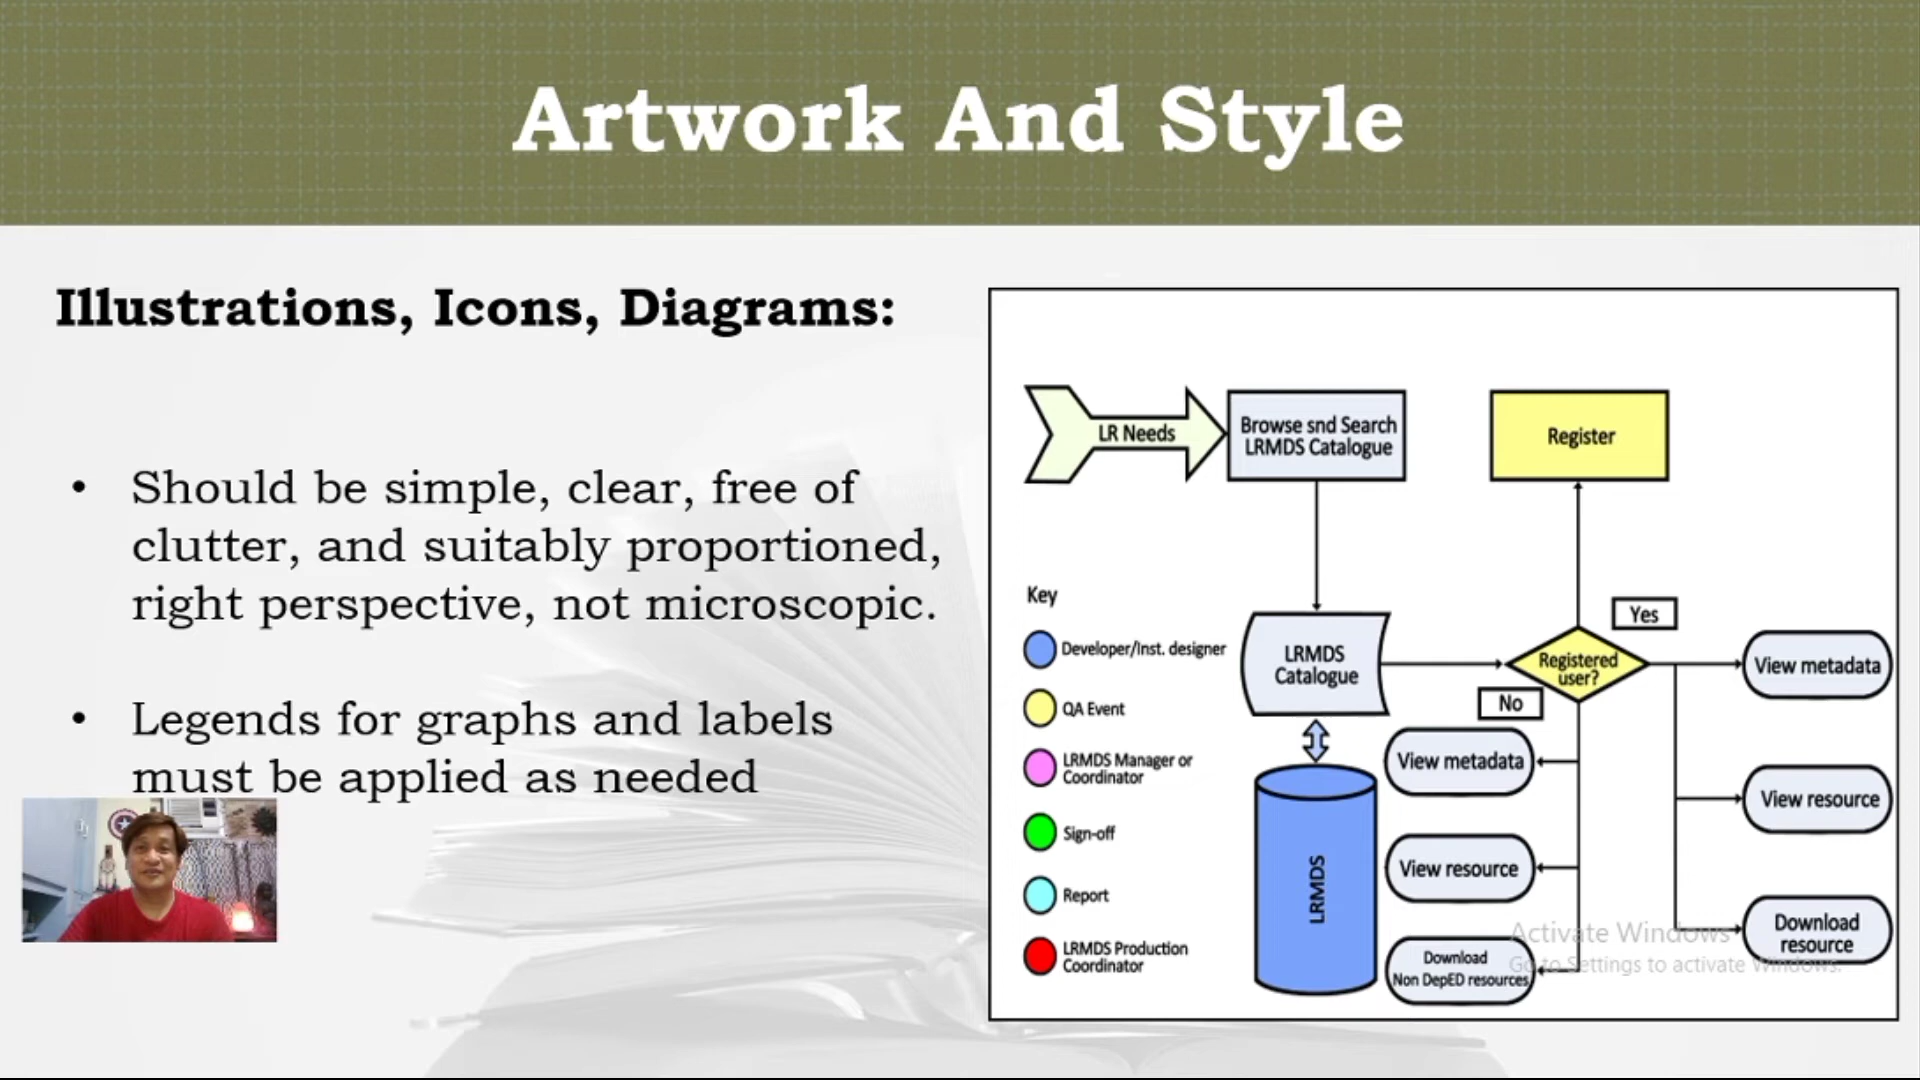 Artwork And Style
Illustrations, Icons, Diagrams:
• Should be simple, clear, free of
clutter, and suitably proportioned,
right perspective, not microscopic.
• Legends for graphs and labels
must be applied as needed
LR Needs
Browse snd Search
LRMDS Catalogue
Register
Key
Developer/Inst. designer
QA Event
LRMDS Manager or
Coordinator
Sign-off
Report
LRMDS Production
Coordinator
LRMDS
Catalogue
LRMDS
Registered
user?
Yes
No
View metadata
View resource
Download
Non DepED resources
View metadata
View resource
Download
resource
Activate Windows
Go to Settings to activate Windows.